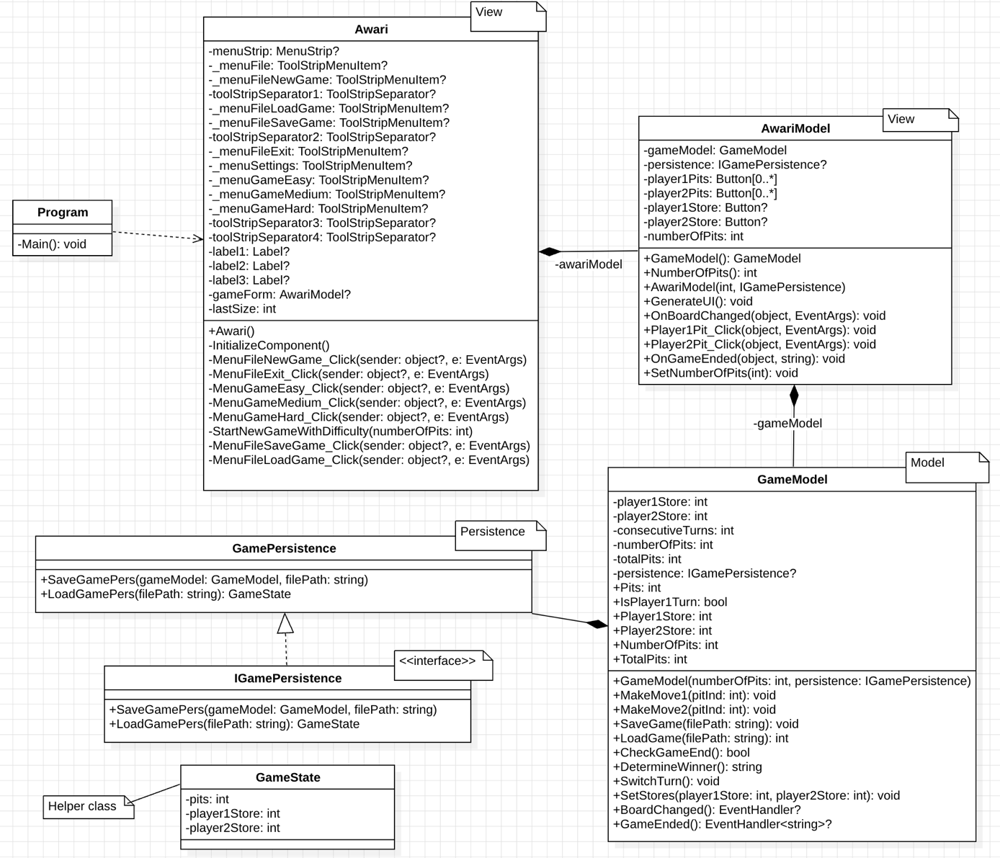 View
Awari
-menuStrip: MenuStrip?
-_menuFile: ToolStripMenuItem?
-_menuFileNewGame: ToolStripMenuItem?
-toolStripSeparator1: ToolStripSeparator?
-_menuFileLoadGame: ToolStripMenuItem?
-_menuFileSaveGame: ToolStripMenuItem?
-toolStripSeparator2: ToolStripSeparator?
-_menuFileExit: ToolStripMenuItem?
-_menuSettings: ToolStripMenuItem?
-_menuGameEasy: ToolStripMenuItem?
-_menuGameMedium: ToolStripMenuItem?
-_menuGameHard: ToolStripMenuItem?
-toolStripSeparator3: ToolStripSeparator?
-toolStripSeparator4: ToolStripSeparator?
-label1: Label?
-label2: Label?
-label3: Label?
-gameForm: AwariModel?
-lastSize: int
+Awari()
-InitializeComponent()
-MenuFileNewGame_Click(sender: object?, e: EventArgs)
-MenuFileExit_Click(sender: object?, e: EventArgs)
-MenuGameEasy_Click(sender: object?, e: EventArgs)
-MenuGameMedium_Click(sender: object?, e: EventArgs)
-MenuGameHard_Click(sender: object?, e: EventArgs)
-StartNewGameWithDifficulty(numberOfPits: int)
-MenuFileSaveGame_Click(sender: object?, e: EventArgs)
-MenuFileLoadGame_Click(sender: object?, e: EventArgs)
Program
-Main(): void
-awariModel
View
AwariModel
-gameModel: GameModel
-persistence: IGamePersistence?
-player1Pits: Button[0..*]
-player2Pits: Button[0..*]
-player1Store: Button?
-player2Store: Button?
-numberOfPits: int
+GameModel(): GameModel
+NumberOfPits(): int
+AwariModel(int, IGamePersistence)
+GenerateUI(): void
+OnBoardChanged(object, EventArgs): void
+Player1Pit_Click(object, EventArgs): void
+Player2Pit_Click(object, EventArgs): void
+OnGameEnded(object, string): void
+SetNumberOfPits(int): void
-gameModel
Model
GameModel
-player1Store: int
-player2Store: int
-consecutiveTurns: int
-numberOfPits: int
-totalPits: int
-persistence: IGamePersistence?
+Pits: int
+IsPlayer1Turn: bool
+Player1Store: int
+Player2Store: int
+NumberOfPits: int
+TotalPits: int
+GameModel(numberOfPits: int, persistence: IGamePersistence)
+MakeMove1(pitInd: int): void
+MakeMove2(pitInd: int): void
+SaveGame(filePath: string): void
+LoadGame(filePath: string): int
+CheckGameEnd(): bool
+DetermineWinner(): string
+SwitchTurn(): void
+SetStores(player1Store: int, player2Store: int): void
+BoardChanged(): EventHandler?
+GameEnded(): EventHandler<string>?
Persistence
GamePersistence
+SaveGamePers(gameModel: GameModel, filePath: string)
+LoadGamePers(filePath: string): GameState
<<interface>>
IGamePersistence
+SaveGamePers(gameModel: GameModel, filePath: string)
+LoadGamePers(filePath: string): GameState
Helper class
GameState
-pits: int
-player1Store: int
-player2Store: int